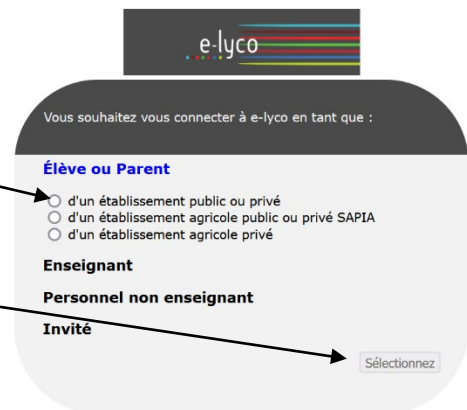 e-lyco
Vous souhaitez vous connecter à e-lyco en tant que :
Élève ou Parent
d'un établissement public ou privé
d'un établissement agricole public ou privé SAPIA
d'un établissement agricole privé
Enseignant
Personnel non enseignant
Invité
Sélectionnez